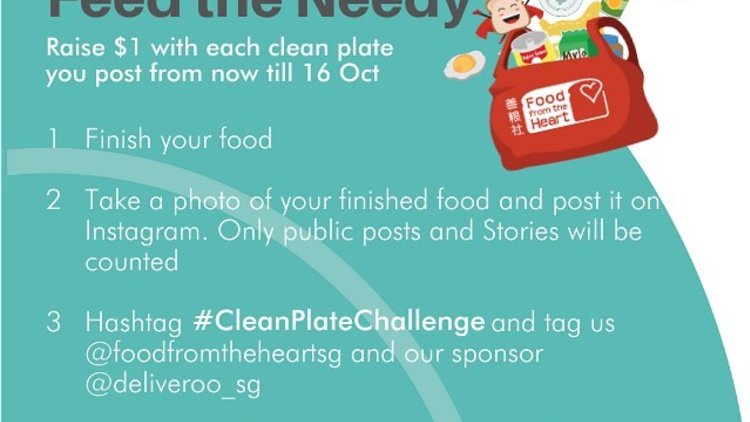 Feed the Needy
Raise $1 with each clean plate
you post from now till 16 Oct
善粮社
Food
from the
Heart
1 Finish your food
2 Take a photo of your finished food and post it on
Instagram. Only public posts and Stories will be
counted
3 Hashtag #CleanPlateChallenge and tag us
@foodfromtheheartsg and our sponsor
@deliveroo_sg